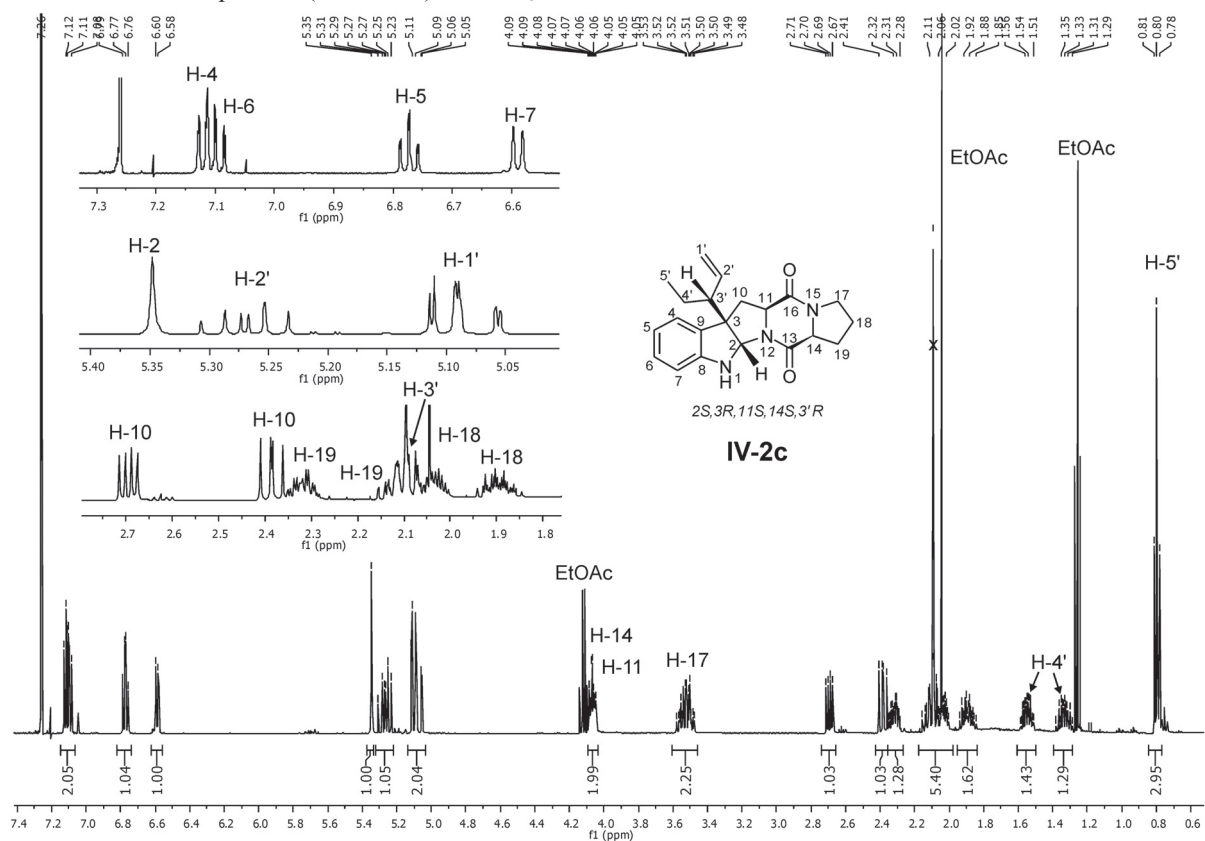 7.26 7.12 7.11 7.09 6.77 6.76 6.60 6.58 5.35 5.31 5.29 5.27 5.27 5.25 5.23 5.11 5.09 5.06 5.05 4.09 4.09 4.08 4.07 4.07 4.06 4.06 4.05 4.05 3.53 3.52 3.52 3.51 3.50 3.50 3.49 3.48 2.71 2.70 2.69 2.67 2.41 2.32 2.31 2.28 2.11 2.06 2.02 1.92 1.88 1.85 1.56 1.54 1.51 1.35 1.33 1.31 1.29 0.81 0.80 0.78
H-4
H-6
H-5
H-7
7.3 7.2 7.1 7.0 6.9 6.8 6.7 6.6
f1 (ppm)
H-2
H-2'
H-1'
5.40 5.35 5.30 5.25 5.20 5.15 5.10 5.05
f1 (ppm)
H-10
H-10
H-19
H-19
H-3'
H-18
H-18
2.7 2.6 2.5 2.4 2.3 2.2 2.1 2.0 1.9 1.8
f1 (ppm)
EtOAc
EtOAc
H-5'
x
1'
5'
H
2'
4'
3'
10
O
11
16
15
N
17
18
19
14
13
O
12
N
4
5
6
7
8
9
3
2
N
H
1
H
2S,3R,11S,14S,3'R
IV-2c
EtOAc
H-14
H-11
H-17
H-4'
2.05 1.04 1.00 1.00 1.05 2.04 1.99 2.25 1.03 1.03 1.28 5.40 1.62 1.43 1.29 2.95
7.4 7.2 7.0 6.8 6.6 6.4 6.2 6.0 5.8 5.6 5.4 5.2 5.0 4.8 4.6 4.4 4.2 4.0 3.8 3.6 3.4 3.2 3.0 2.8 2.6 2.4 2.2 2.0 1.8 1.6 1.4 1.2 1.0 0.8 0.6
f1 (ppm)